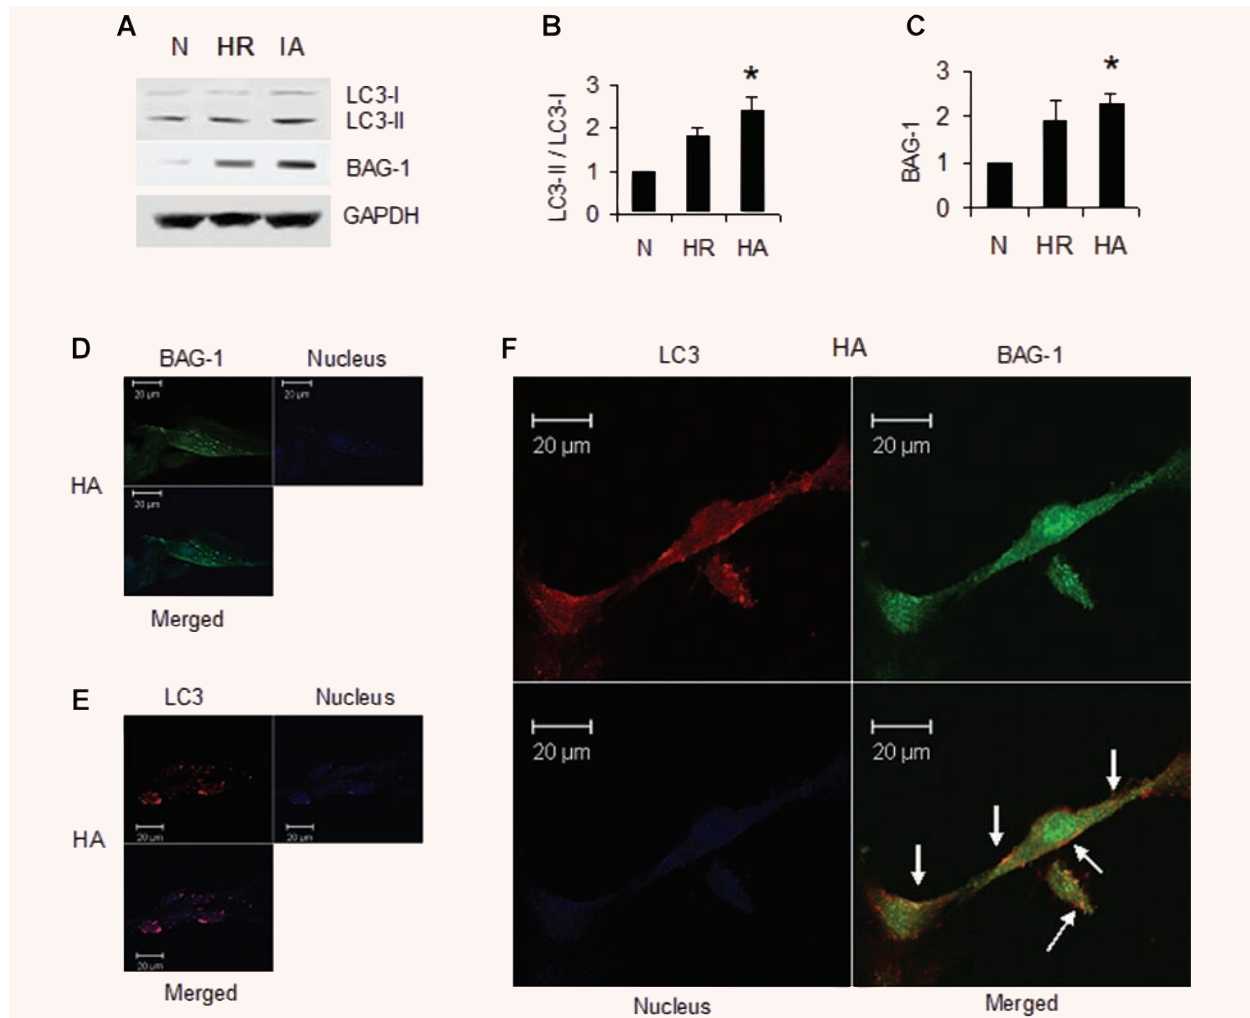 A
N HR IA
LC3-I
LC3-II
BAG-1
GAPDH
B
LC3-II / LC3-I
3
2
1
0
*
N HR HA
C
BAG-1
3
2
1
0
*
N HR HA
D
BAG-1 Nucleus
20 µm 20 µm
HA
20 µm
Merged
E
LC3 Nucleus
20 µm 20 µm
HA
20 µm
Merged
F
LC3 HA BAG-1
20 µm 20 µm
20 µm 20 µm
Nucleus Merged